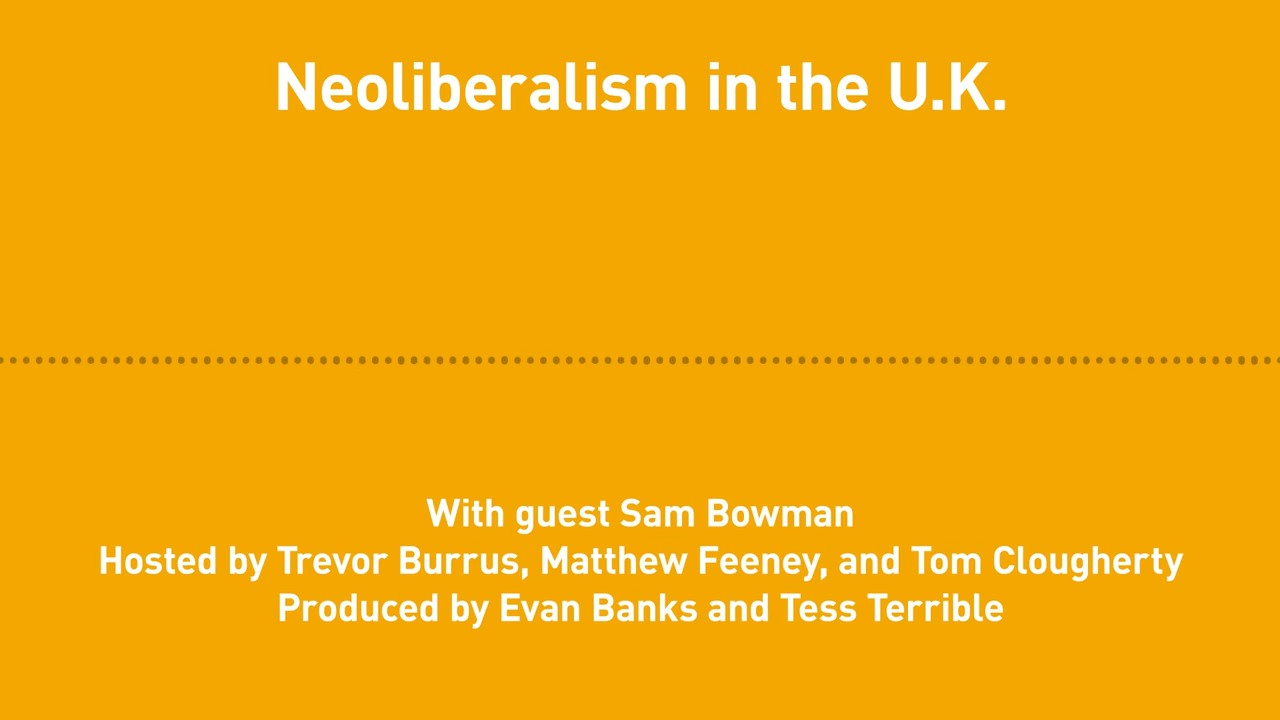 Neoliberalism in the U.K.
With guest Sam Bowman
Hosted by Trevor Burrus, Matthew Feeney, and Tom Clougherty
Produced by Evan Banks and Tess Terrible